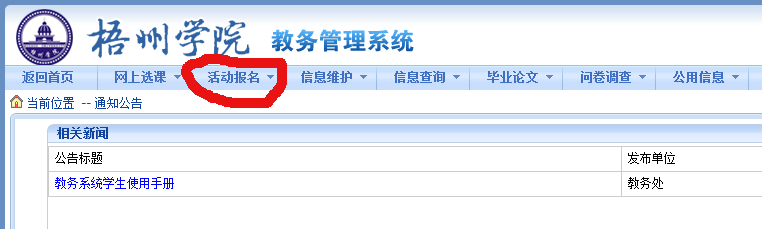 梧州学院 教务管理系统
返回首页 网上选课 活动报名 信息维护 信息查询 毕业论文 问卷调查 公用信息
当前位置 -- 通知公告
相关新闻
公告标题 发布单位
教务系统学生使用手册 教务处